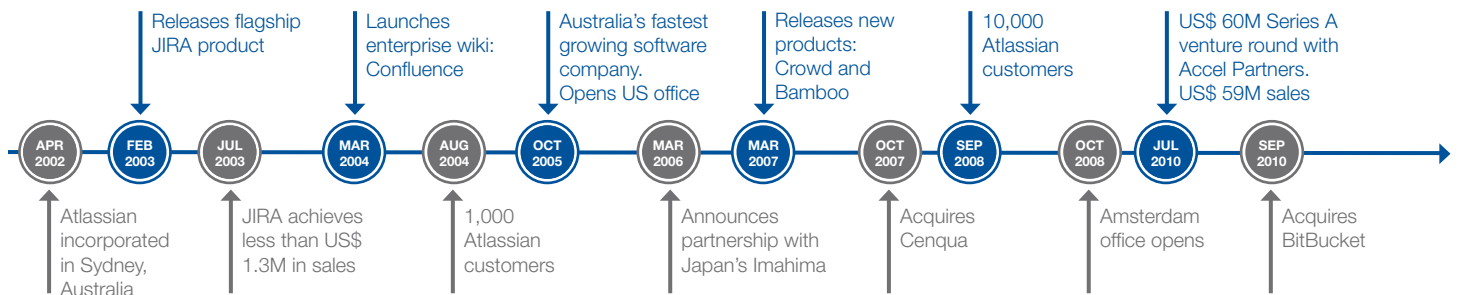 Releases flagship
JIRA product
Launches
enterprise wiki:
Confluence
Australia's fastest
growing software
company.
Opens US office
Releases new
products:
Crowd and
Bamboo
10,000
Atlassian
customers
US$ 60M Series A
venture round with
Accel Partners.
US$ 59M sales
APR
2002
FEB
2003
JUL
2003
MAR
2004
AUG
2004
OCT
2005
MAR
2006
MAR
2007
OCT
2007
SEP
2008
OCT
2008
JUL
2010
SEP
2010
Atlassian
incorporated
in Sydney,
Australia
JIRA achieves
less than US$
1.3M in sales
1,000
Atlassian
customers
Announces
partnership with
Japan's Imahima
Acquires
Cenqua
Amsterdam
office opens
Acquires
BitBucket